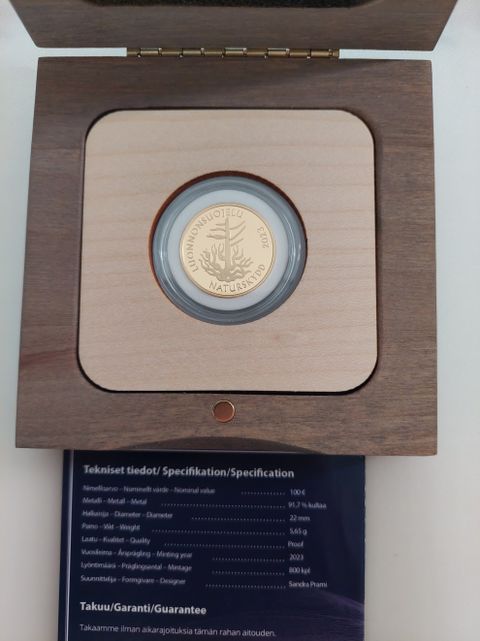 LUONNONSUOJELU
2023
NATURSKYDD
Tekniset tiedot/ Specifikation/Specification
Nimellisarvo – Nominellt värde – Nominal value .............. 100 €
Metalli – Metall – Metal .............. 91,7 % kultaa
Halkaisija – Diameter – Diameter .............. 22 mm
Paino – Vikt – Weight .............. 5,65 g
Laatu – Kvalitet – Quality .............. Proof
Vuosileima – Årsprägling – Minting year .............. 2023
Lyöntimäärä – Präglingsantal – Mintage .............. 800 kpl
Suunnittelija – Formgivare – Designer .............. Sandra Prami
Takuu/Garanti/Guarantee
Takaamme ilman aikarajoituksia tämän rahan aitouden.